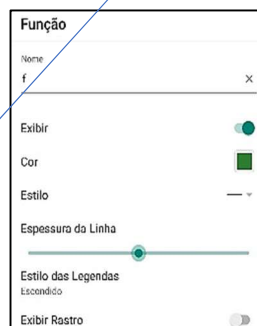 Função
Nome
f
Exibir
Cor
Estilo
Espessura da Linha
Estilo das Legendas
Escondido
Exibir Rastro